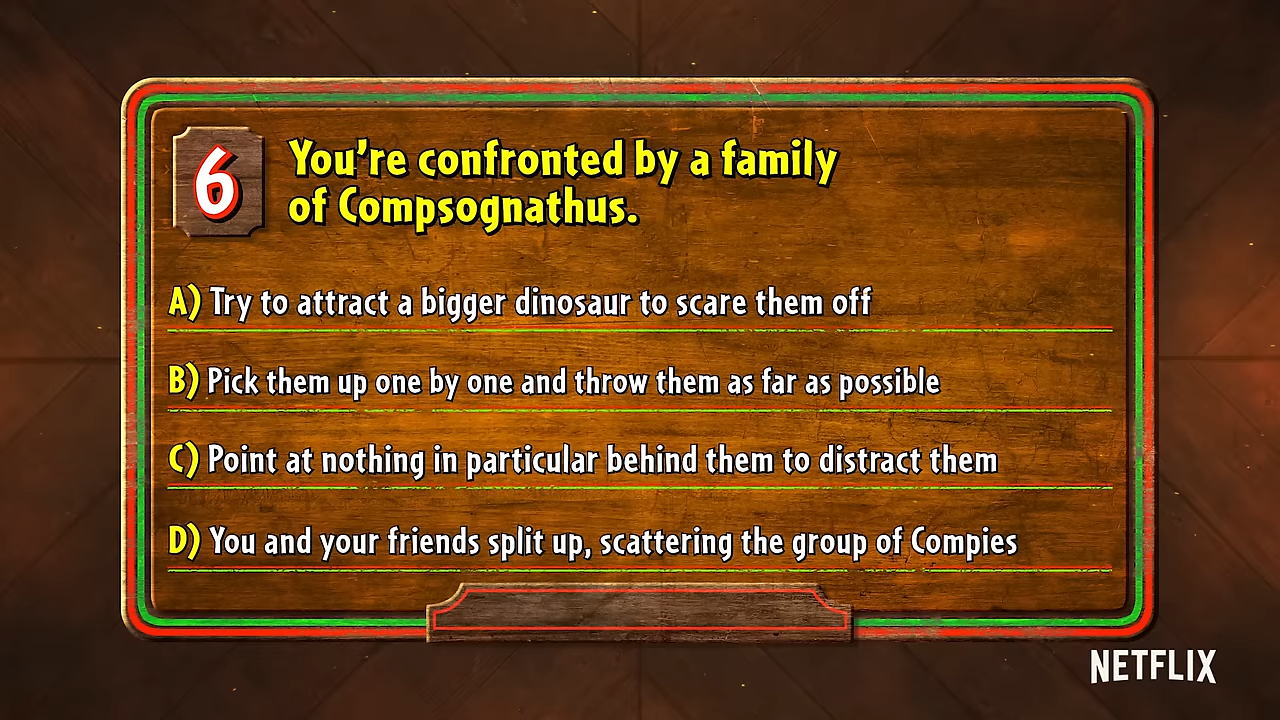 6
You're confronted by a family
of Compsognathus.
A) Try to attract a bigger dinosaur to scare them off
B) Pick them up one by one and throw them as far as possible
C) Point at nothing in particular behind them to distract them
D) You and your friends split up, scattering the group of Compies
NETFLIX